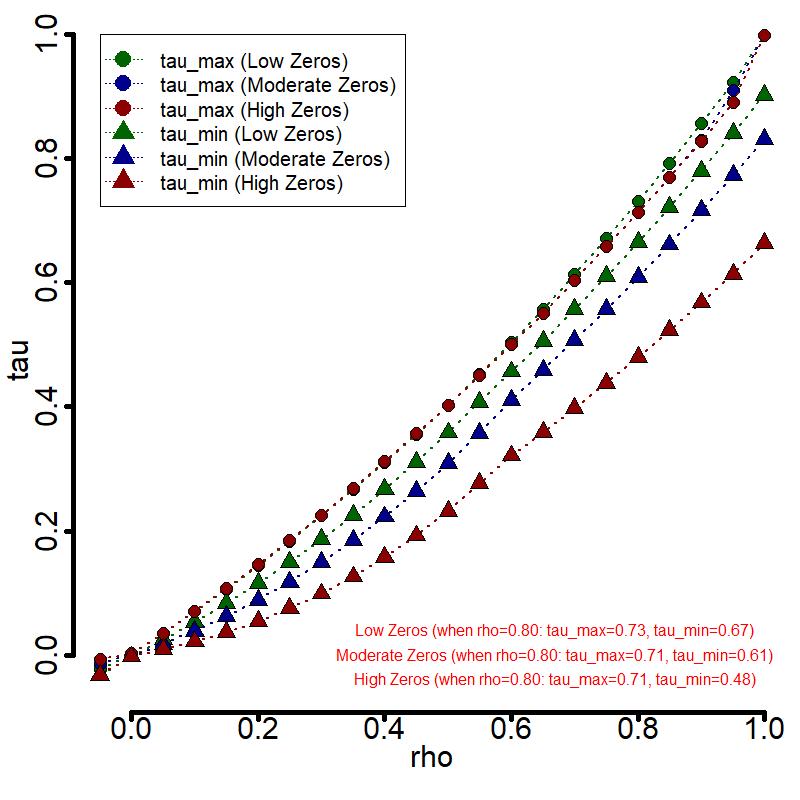 tau
1.0
0.8
0.6
0.4
0.2
0.0
tau_max (Low Zeros)
tau_max (Moderate Zeros)
tau_max (High Zeros)
tau_min (Low Zeros)
tau_min (Moderate Zeros)
tau_min (High Zeros)
Low Zeros (when rho=0.80: tau_max=0.73, tau_min=0.67)
Moderate Zeros (when rho=0.80: tau_max=0.71, tau_min=0.61)
High Zeros (when rho=0.80: tau_max=0.71, tau_min=0.48)
0.0 0.2 0.4 0.6 0.8 1.0
rho